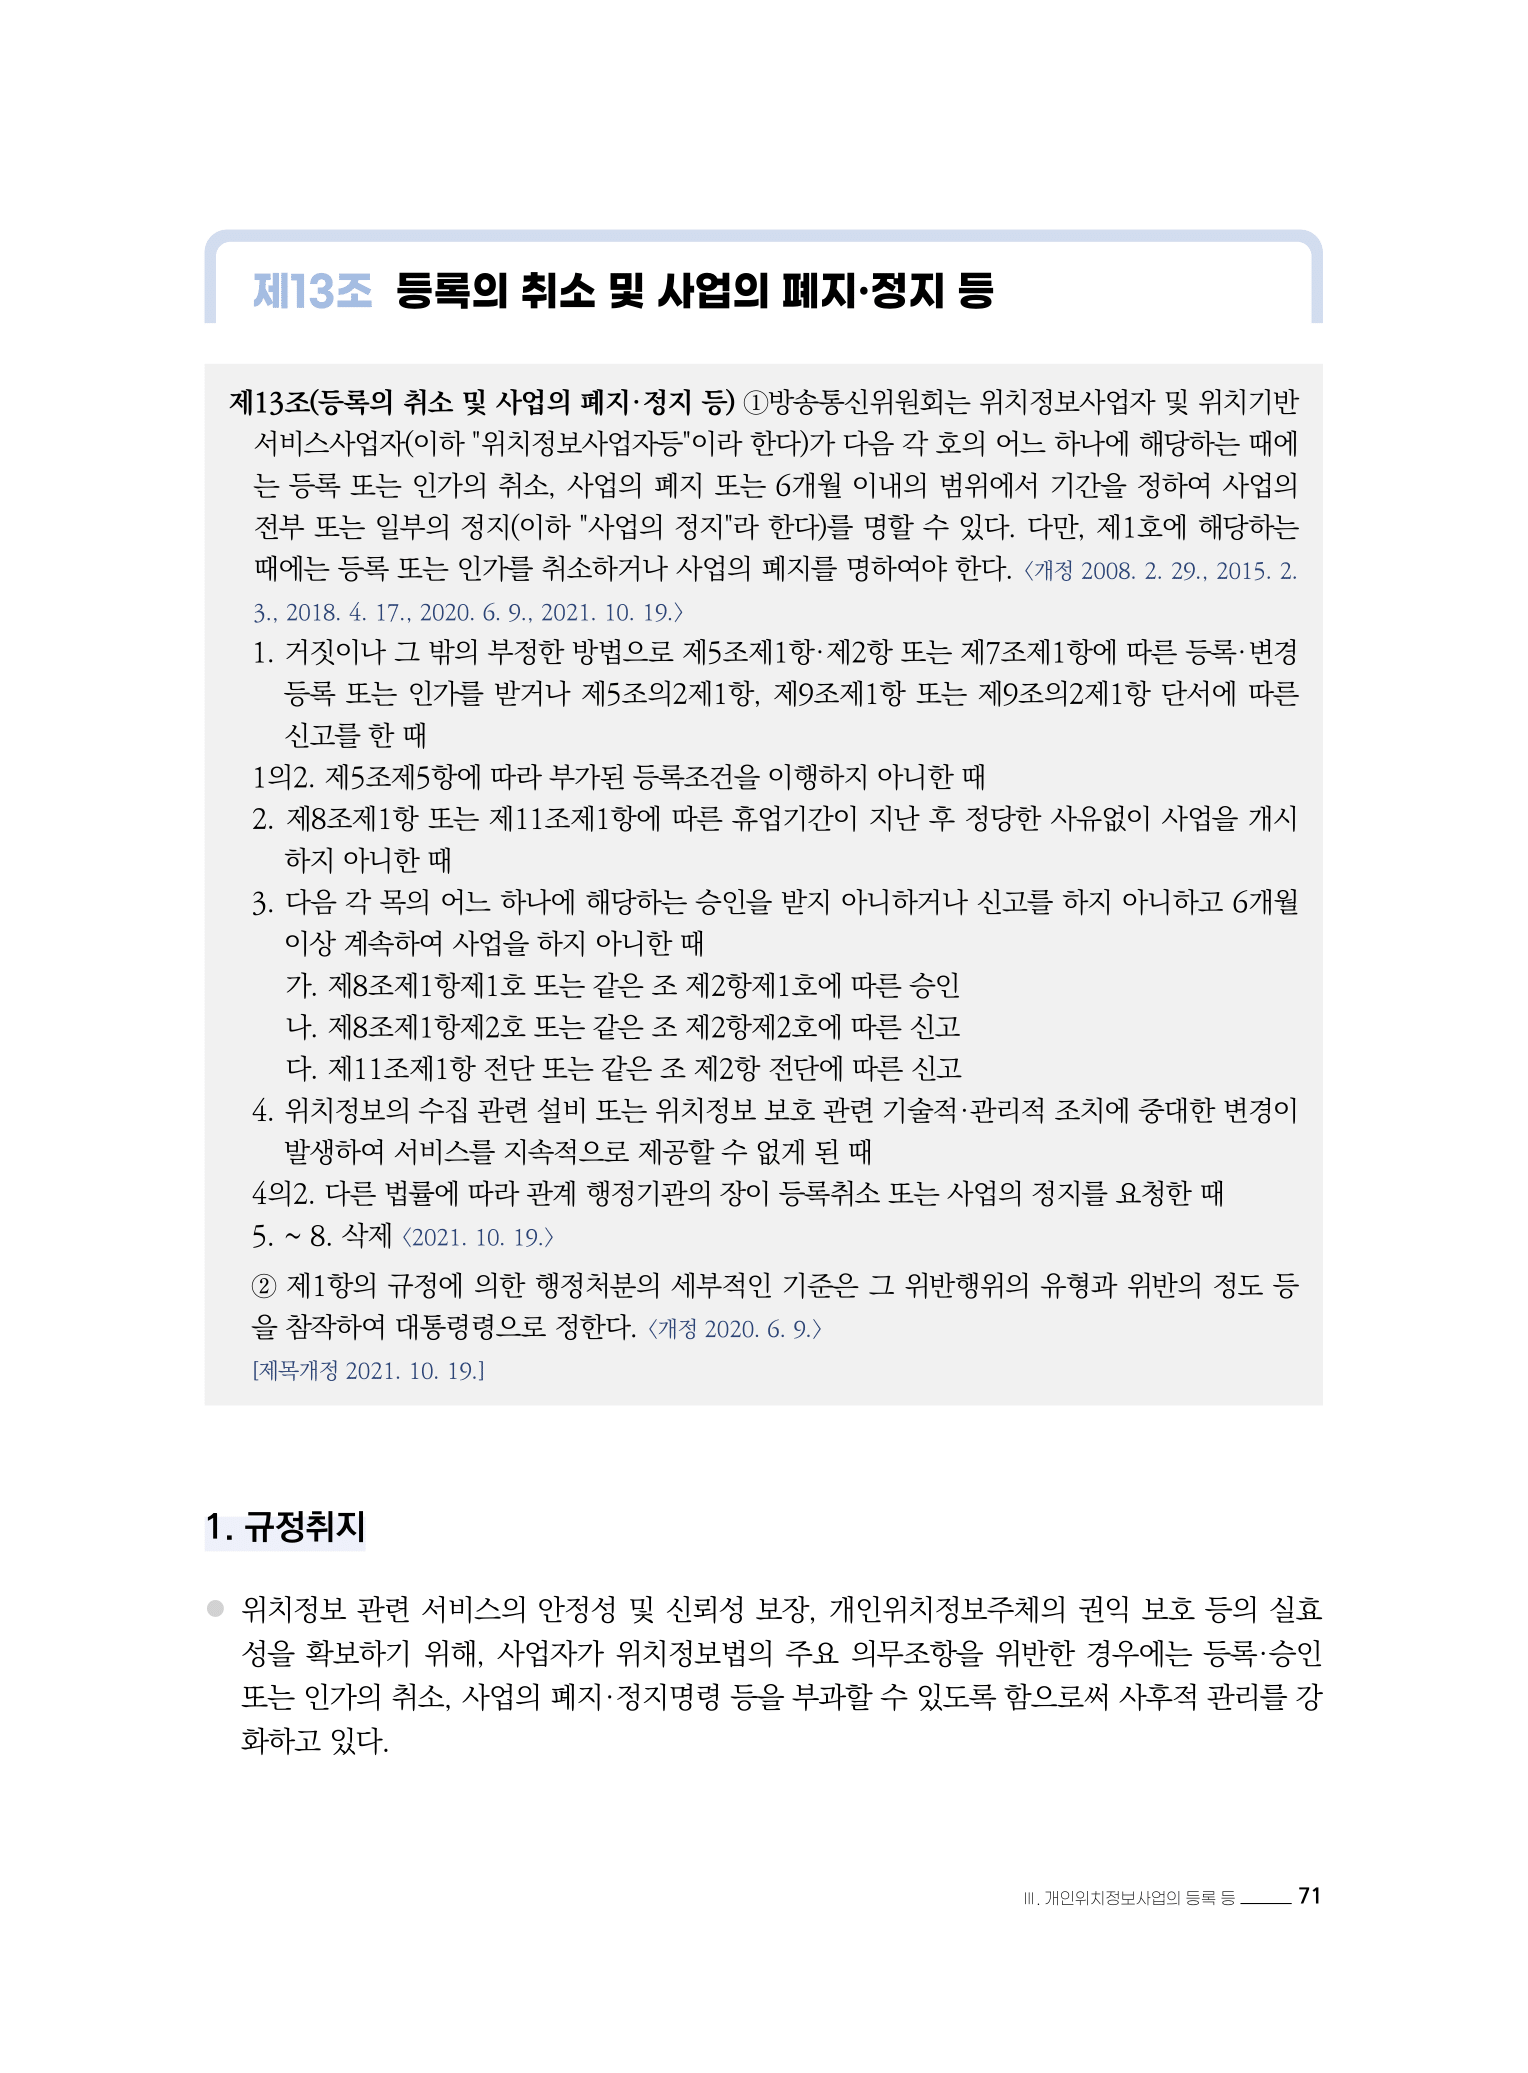 제13조 등록의 취소 및 사업의 폐지·정지 등
제13조(등록의 취소 및 사업의 폐지·정지 등) ①방송통신위원회는 위치정보사업자 및 위치기반
서비스사업자(이하 "위치정보사업자등"이라 한다)가 다음 각 호의 어느 하나에 해당하는 때에
는 등록 또는 인가의 취소, 사업의 폐지 또는 6개월 이내의 범위에서 기간을 정하여 사업의
전부 또는 일부의 정지(이하 "사업의 정지"라 한다)를 명할 수 있다. 다만, 제1호에 해당하는
때에는 등록 또는 인가를 취소하거나 사업의 폐지를 명하여야 한다. 〈개정 2008. 2. 29., 2015. 2.
3., 2018. 4. 17., 2020. 6. 9., 2021. 10. 19.〉
1. 거짓이나 그 밖의 부정한 방법으로 제5조제1항·제2항 또는 제7조제1항에 따른 등록·변경
등록 또는 인가를 받거나 제5조의2제1항, 제9조제1항 또는 제9조의2제1항 단서에 따른
신고를 한 때
1의2. 제5조제5항에 따라 부가된 등록조건을 이행하지 아니한 때
2. 제8조제1항 또는 제11조제1항에 따른 휴업기간이 지난 후 정당한 사유없이 사업을 개시
하지 아니한 때
3. 다음 각 목의 어느 하나에 해당하는 승인을 받지 아니하거나 신고를 하지 아니하고 6개월
이상 계속하여 사업을 하지 아니한 때
가. 제8조제1항제1호 또는 같은 조 제2항제1호에 따른 승인
나. 제8조제1항제2호 또는 같은 조 제2항제2호에 따른 신고
다. 제11조제1항 전단 또는 같은 조 제2항 전단에 따른 신고
4. 위치정보의 수집 관련 설비 또는 위치정보 보호 관련 기술적·관리적 조치에 중대한 변경이
발생하여 서비스를 지속적으로 제공할 수 없게 된 때
4의2. 다른 법률에 따라 관계 행정기관의 장이 등록취소 또는 사업의 정지를 요청한 때
5. ~ 8. 삭제 〈2021. 10. 19.〉
② 제1항의 규정에 의한 행정처분의 세부적인 기준은 그 위반행위의 유형과 위반의 정도 등
을 참작하여 대통령령으로 정한다. 〈개정 2020. 6. 9.〉
[제목개정 2021. 10. 19.]
1. 규정취지
● 위치정보 관련 서비스의 안정성 및 신뢰성 보장, 개인위치정보주체의 권익 보호 등의 실효
성을 확보하기 위해, 사업자가 위치정보법의 주요 의무조항을 위반한 경우에는 등록·승인
또는 인가의 취소, 사업의 폐지·정지명령 등을 부과할 수 있도록 함으로써 사후적 관리를 강
화하고 있다.
Ⅲ. 개인위치정보사업의 등록 등 71